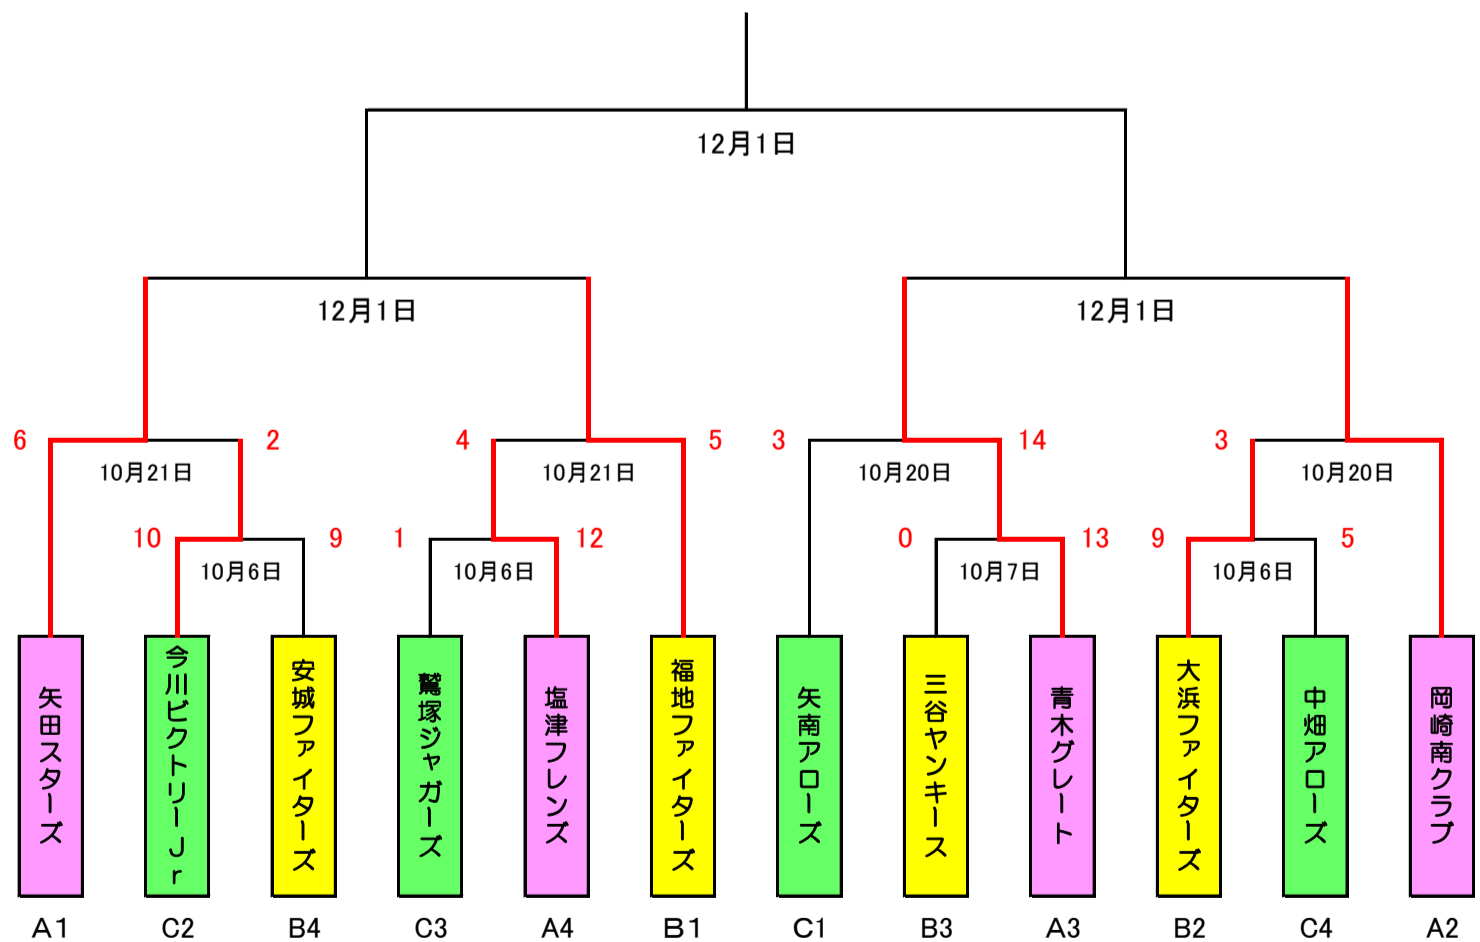 12月1日
12月1日
12月1日
6
2
4
5
3
14
3
10月21日
10月21日
10月20日
10月20日
10
9
1
12
0
13
9
5
10月6日
10月6日
10月7日
10月6日
矢田スターズ
今川ビクトリーJr
安城ファイターズ
鷲塚ジャガーズ
塩津フレンズ
福地ファイターズ
矢南アローズ
三谷ヤンキース
青木グレート
大浜ファイターズ
中畑アローズ
岡崎南クラブ
A1
C2
B4
C3
A4
B1
C1
B3
A3
B2
C4
A2